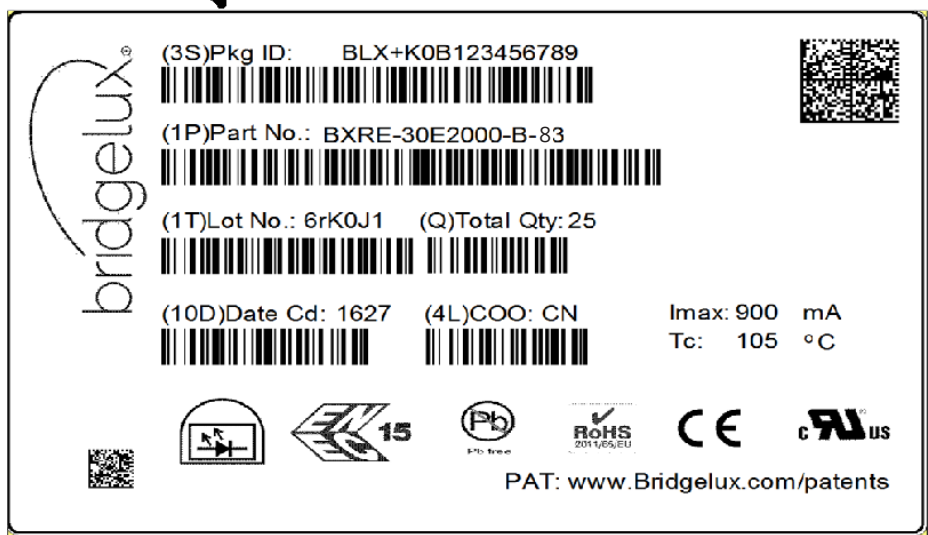 bridgelux®
(3S)Pkg ID: BLX+K0B123456789
(1P)Part No.: BXRE-30E2000-B-83
(1T)Lot No.: 6rK0J1 (Q)Total Qty: 25
(10D)Date Cd: 1627 (4L)COO: CN
Imax: 900 mA
Tc: 105 °C
ENEC 15
Pb
Pb free
RoHS
2011/65/EU
CE
c RU US
PAT: www.Bridgelux.com/patents